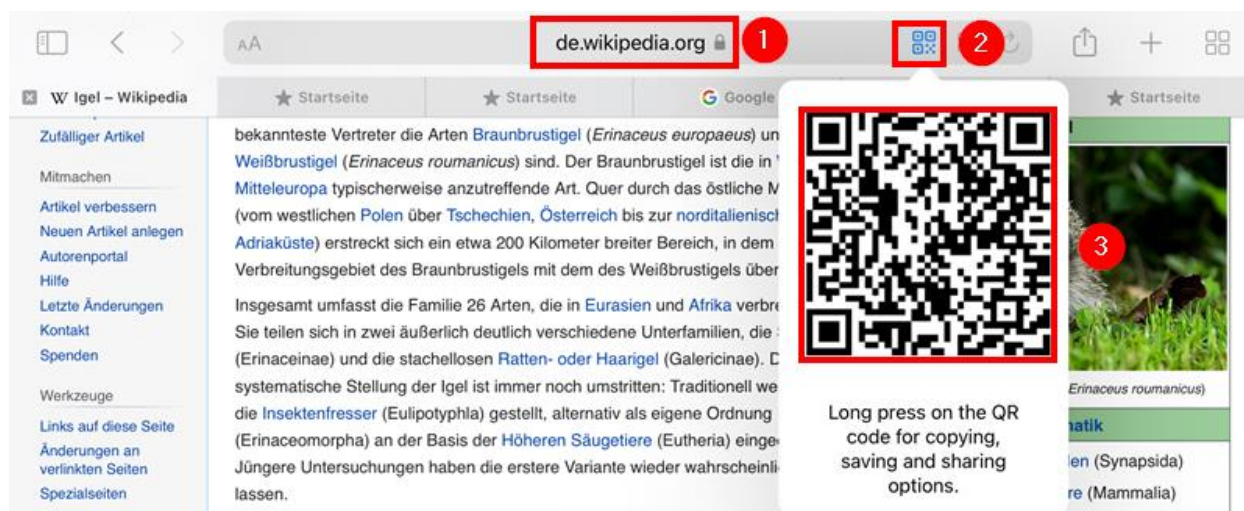 AA
de.wikipedia.org
1
2
W Igel – Wikipedia
Startseite
Startseite
G Google
Startseite
Zufälliger Artikel
Mitmachen
Artikel verbessern
Neuen Artikel anlegen
Autorenportal
Hilfe
Letzte Änderungen
Kontakt
Spenden
Werkzeuge
Links auf diese Seite
Änderungen an
verlinkten Seiten
Spezialseiten
bekannteste Vertreter die Arten Braunbrustigel (Erinaceus europaeus) un
Weißbrustigel (Erinaceus roumanicus) sind. Der Braunbrustigel ist die in
Mitteleuropa typischerweise anzutreffende Art. Quer durch das östliche M
(vom westlichen Polen über Tschechien, Österreich bis zur norditalienisch
Adriaküste) erstreckt sich ein etwa 200 Kilometer breiter Bereich, in dem
Verbreitungsgebiet des Braunbrustigels mit dem des Weißbrustigels über
Insgesamt umfasst die Familie 26 Arten, die in Eurasien und Afrika verbre
Sie teilen sich in zwei äußerlich deutlich verschiedene Unterfamilien, die
(Erinaceinae) und die stachellosen Ratten- oder Haarigel (Galericinae). D
systematische Stellung der Igel ist immer noch umstritten: Traditionell we
die Insektenfresser (Eulipotyphla) gestellt, alternativ als eigene Ordnung
(Erinaceomorpha) an der Basis der Höheren Säugetiere (Eutheria) einge
Jüngere Untersuchungen haben die erstere Variante wieder wahrscheinli
lassen.
3
Long press on the QR
code for copying,
saving and sharing
options.
Erinaceus roumanicus)
matik
en (Synapsida)
re (Mammalia)